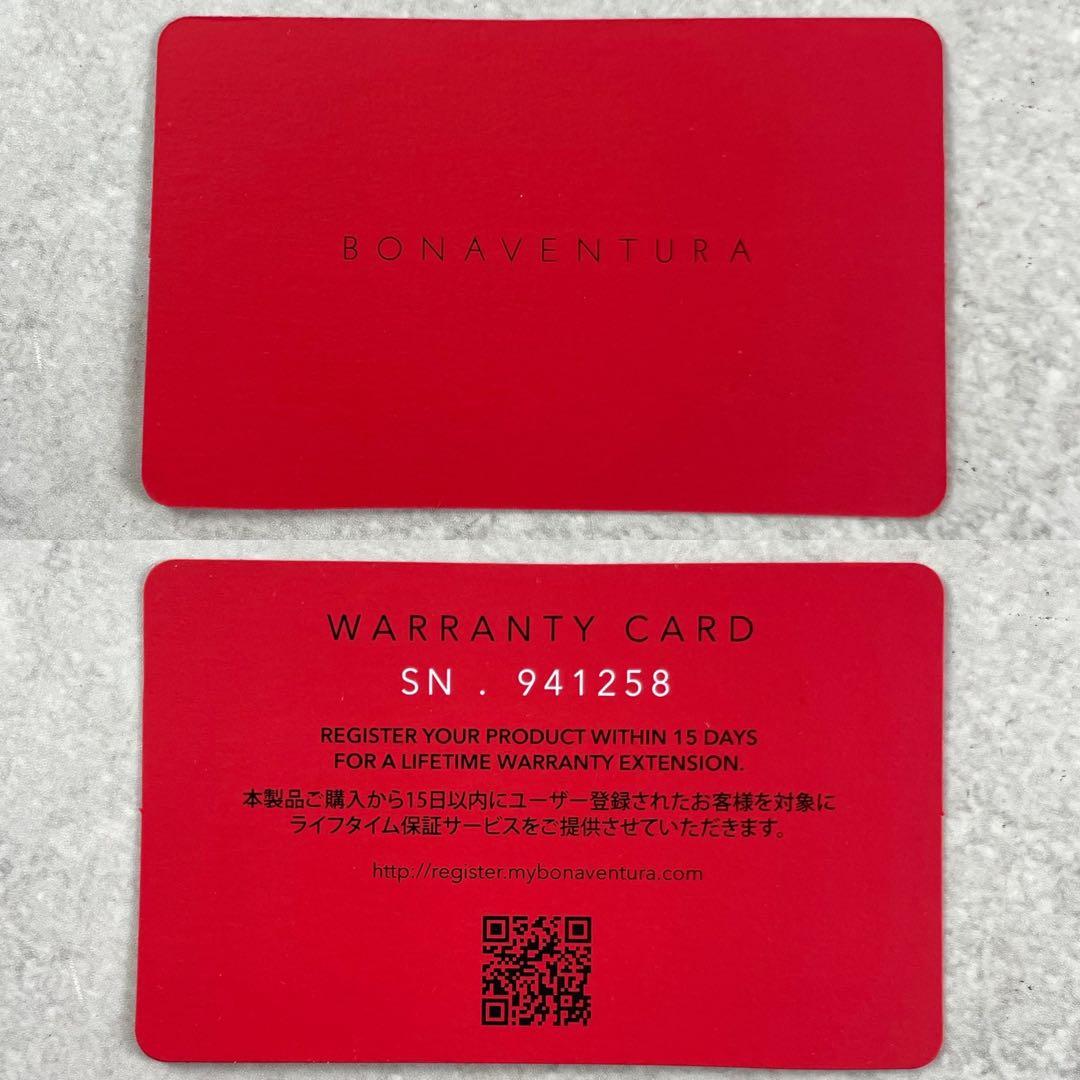 BONAVENTURA
WARRANTY CARD
SN . 941258
REGISTER YOUR PRODUCT WITHIN 15 DAYS
FOR A LIFETIME WARRANTY EXTENSION.
本製品ご購入から15日以内にユーザー登録されたお客様を対象に
ライフタイム保証サービスをご提供させていただきます。
http://register.mybonaventura.com